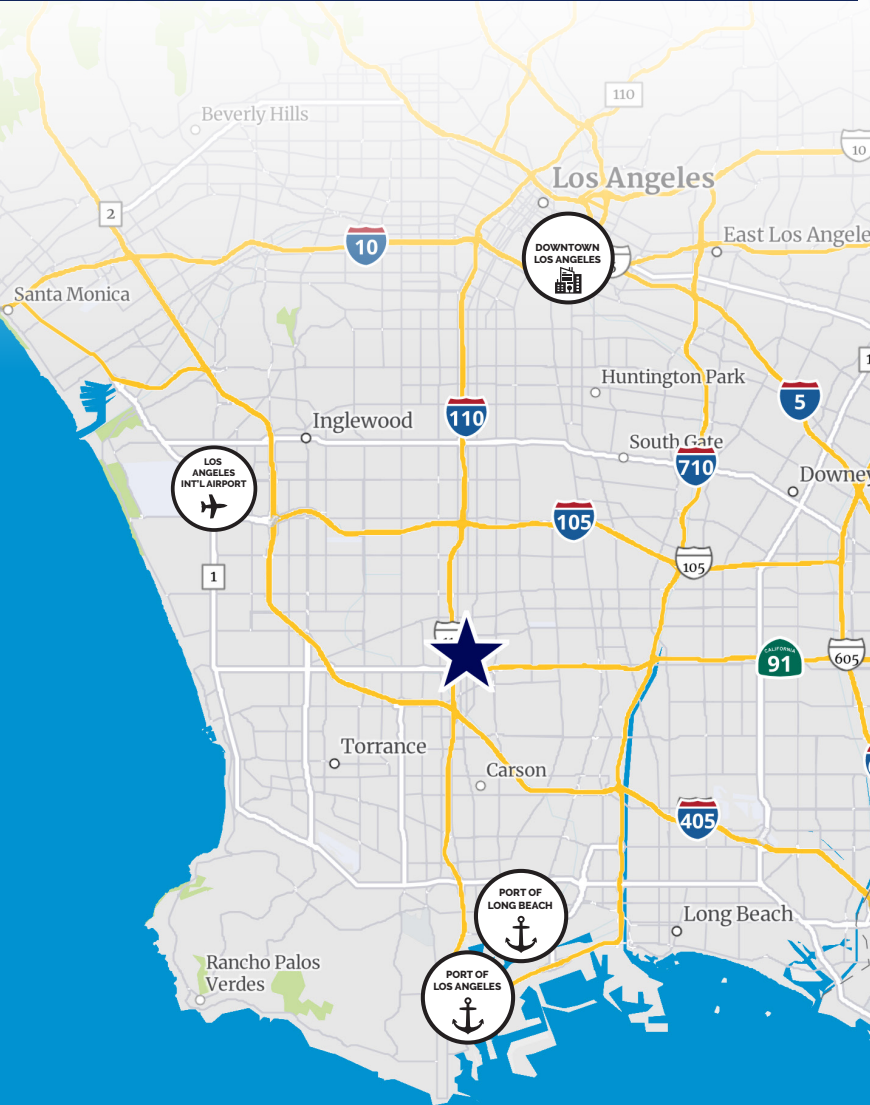 110
Beverly Hills
10
Los Angeles
2
East Los Angele
10
DOWNTOWN
LOS ANGELES
Santa Monica
Huntington Park
5
110
Inglewood
South Gate
710
LOS
ANGELES
INT'L AIRPORT
Downey
105
105
1
CALIFORNIA
91
605
Torrance
Carson
405
PORT OF
LONG BEACH
Long Beach
Rancho Palos
Verdes
PORT OF
LOS ANGELES